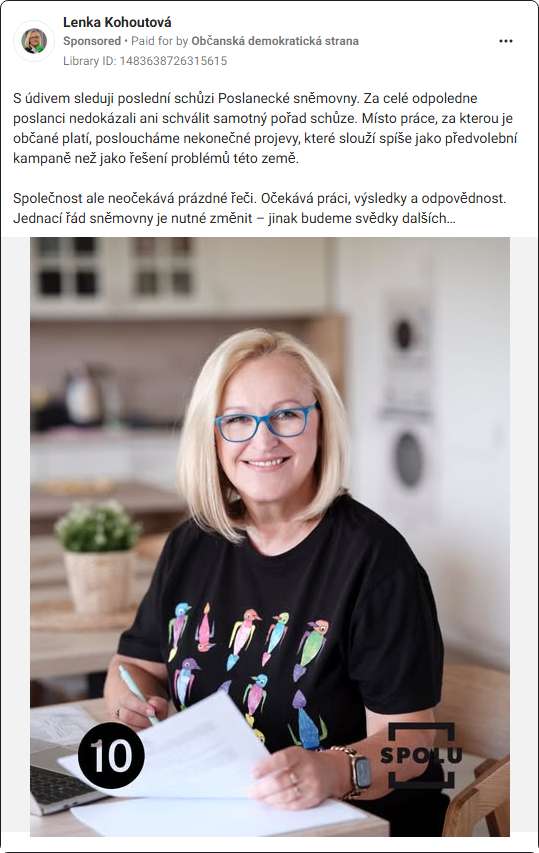 Lenka Kohoutová
Sponsored • Paid for by Občanská demokratická strana
Library ID: 1483638726315615
S údivem sleduji poslední schůzi Poslanecké sněmovny. Za celé odpoledne
poslanci nedokázali ani schválit samotný pořad schůze. Místo práce, za kterou je
občané platí, posloucháme nekonečné projevy, které slouží spíše jako předvolební
kampaně než jako řešení problémů této země.
Společnost ale neočekává prázdné řeči. Očekává práci, výsledky a odpovědnost.
Jednací řád sněmovny je nutné změnit – jinak budeme svědky dalších…
10
SPOLU